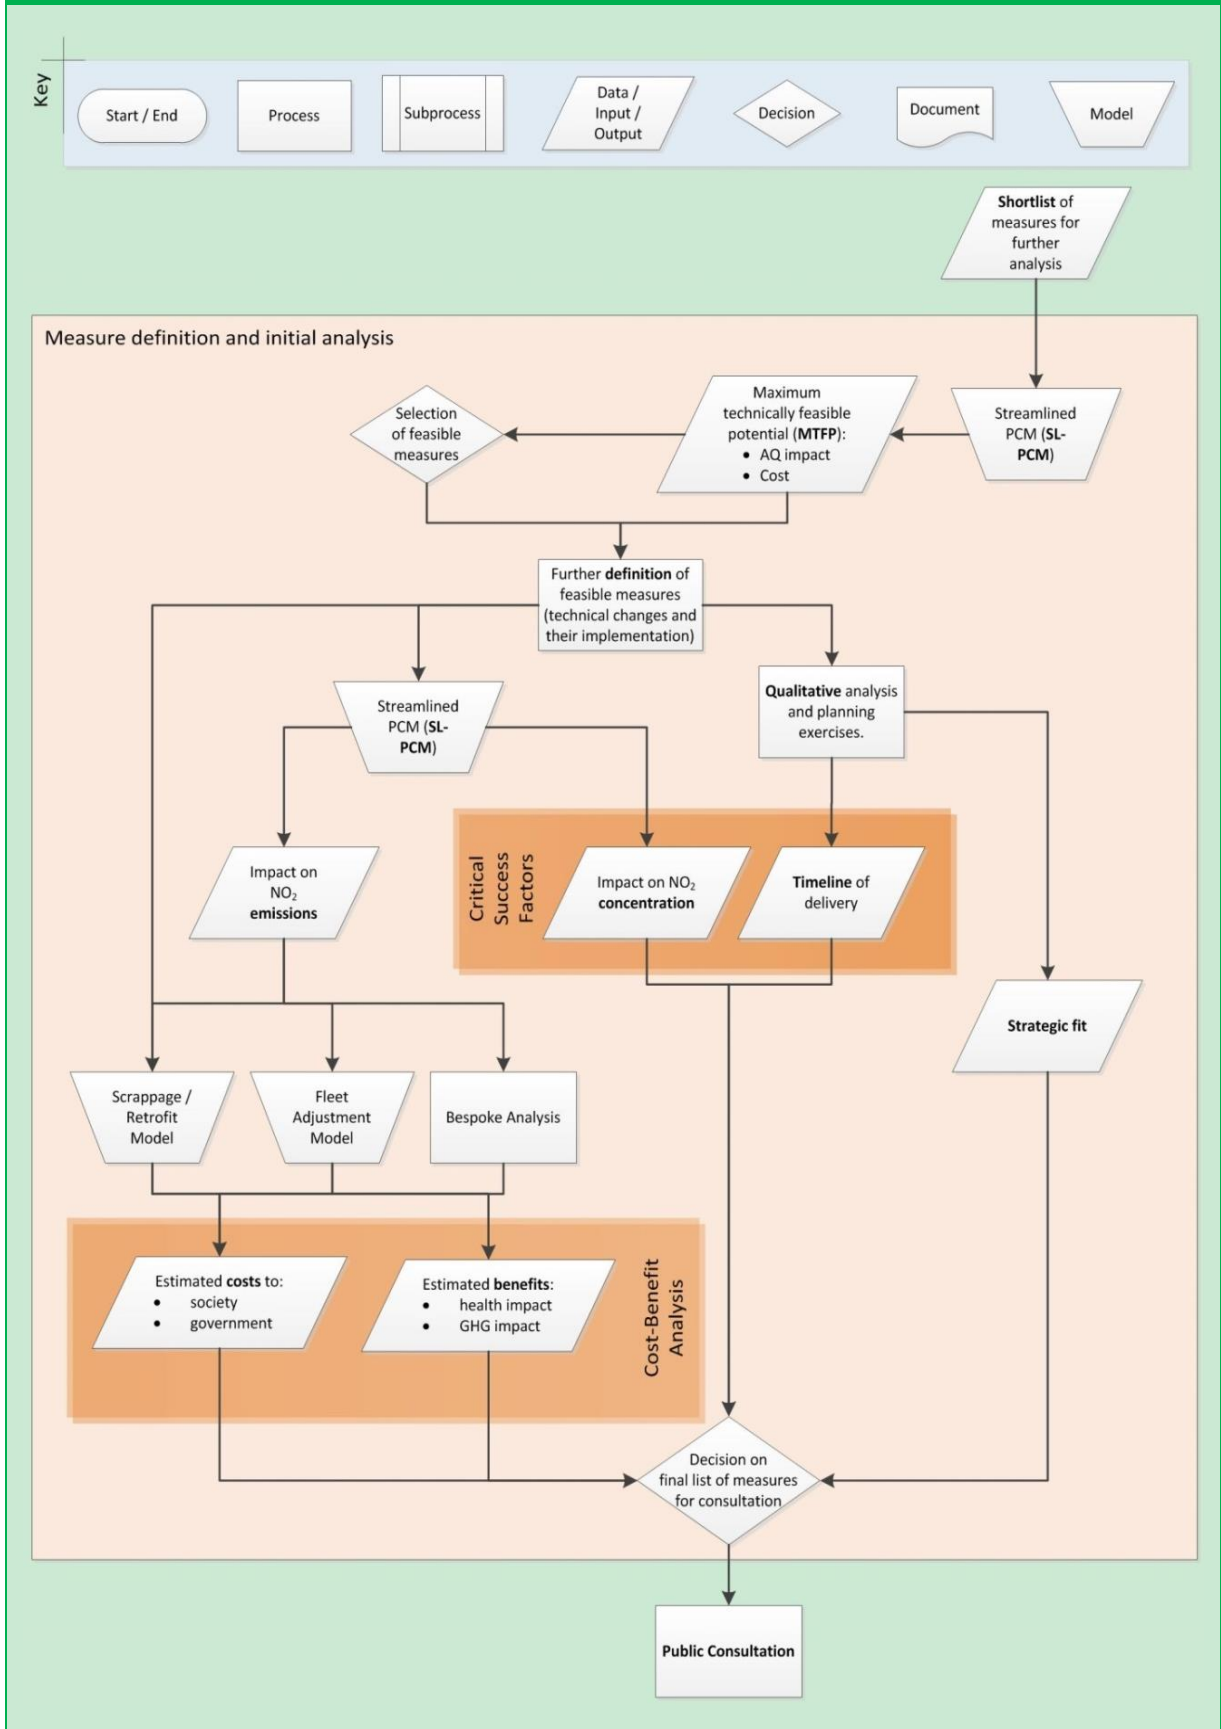 Key
Start / End
Process
Subprocess
Data /
Input /
Output
Decision
Document
Model
Shortlist of
measures for
further
analysis
Measure definition and initial analysis
Selection
of feasible
measures
Maximum
technically feasible
potential (MTFP):
• AQ impact
• Cost
Streamlined
PCM (SL-
PCM)
Further definition of
feasible measures
(technical changes and
their implementation)
Streamlined
PCM (SL-
PCM)
Qualitative analysis
and planning
exercises.
Critical
Success
Factors
Impact on
NO₂
emissions
Impact on NO₂
concentration
Timeline of
delivery
Strategic fit
Scrappage /
Retrofit
Model
Fleet
Adjustment
Model
Bespoke Analysis
Estimated costs to:
• society
• government
Estimated benefits:
• health impact
• GHG impact
Cost-Benefit
Analysis
Decision on
final list of measures
for consultation
Public Consultation